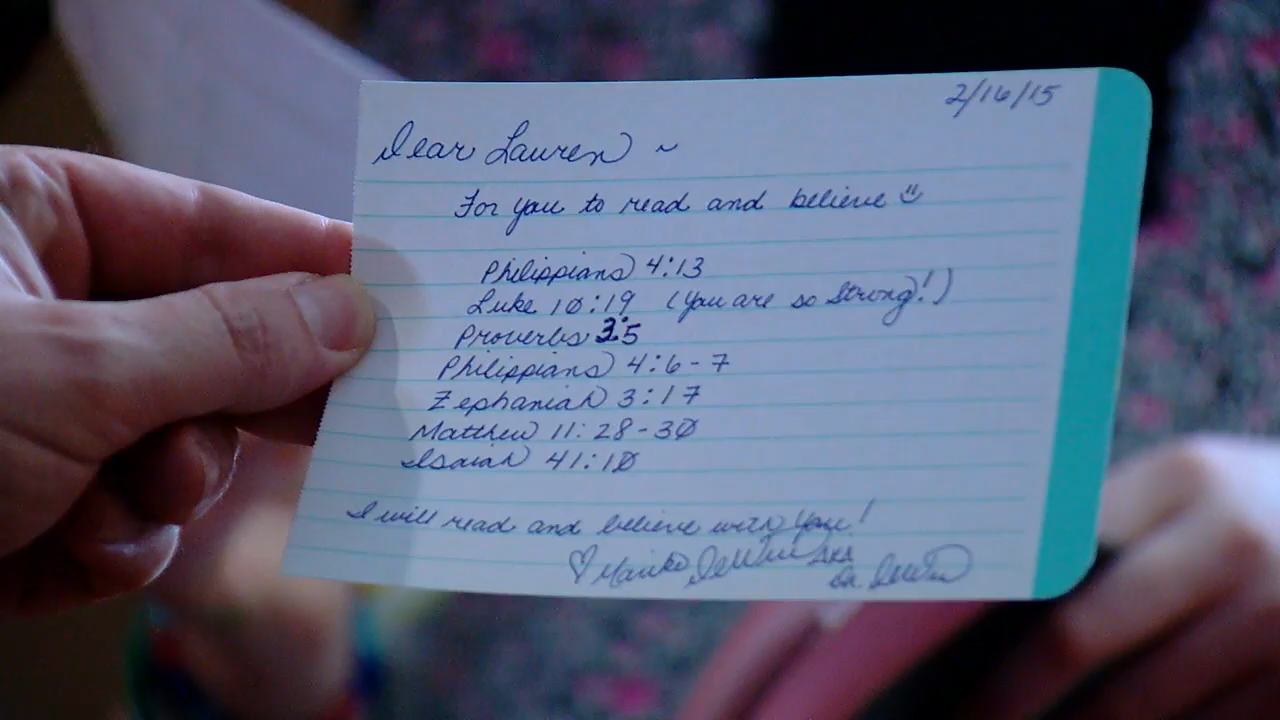 2/16/15
Dear Lauren ~
For you to read and believe
Philippians 4:13
Luke 10:19 (You are so strong!)
Proverbs 3:5
Philippians 4:6-7
Zephaniah 3:17
Matthew 11:28-30
Isaiah 41:10
I will read and believe with you!
♡